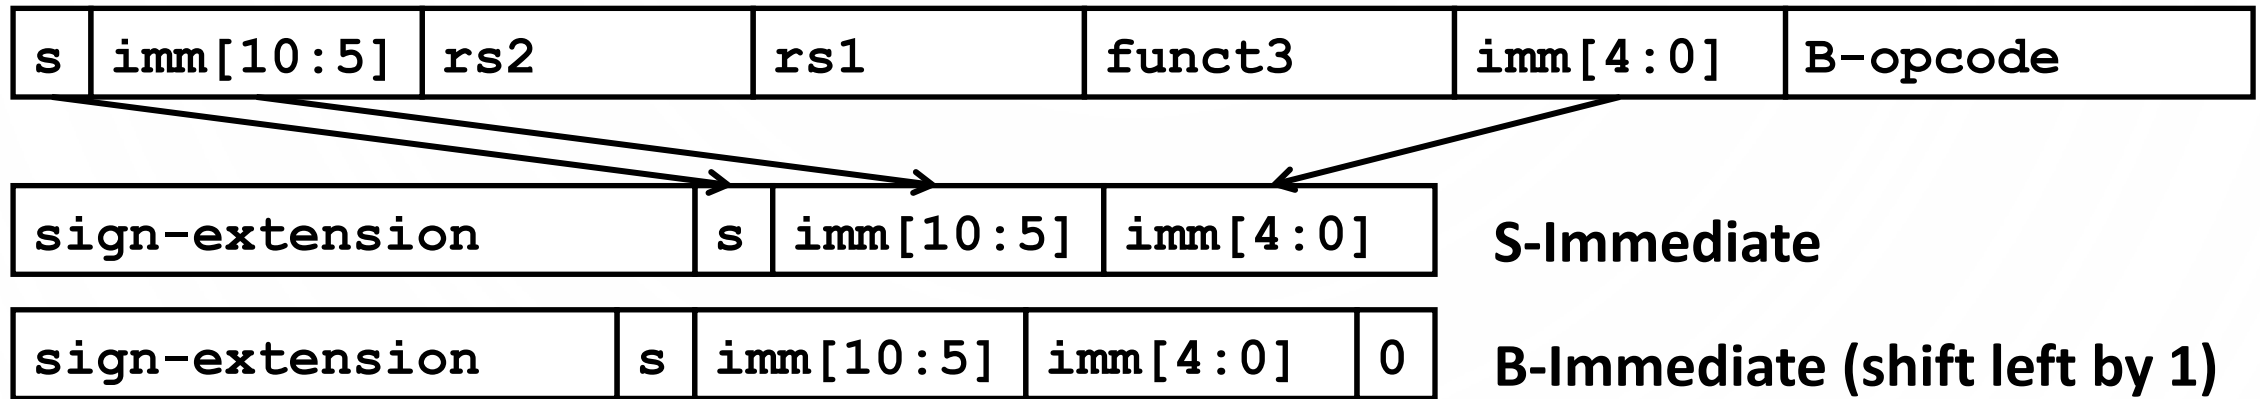 s imm[10:5] rs2 rs1 funct3 imm[4:0] B-opcode
sign-extension s imm[10:5] imm[4:0] S-Immediate
sign-extension s imm[10:5] imm[4:0] 0 B-Immediate (shift left by 1)